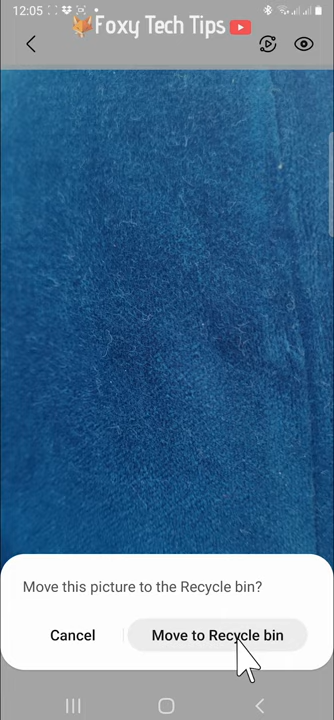 12:05
Foxy Tech Tips
Move this picture to the Recycle bin?
Cancel
Move to Recycle bin